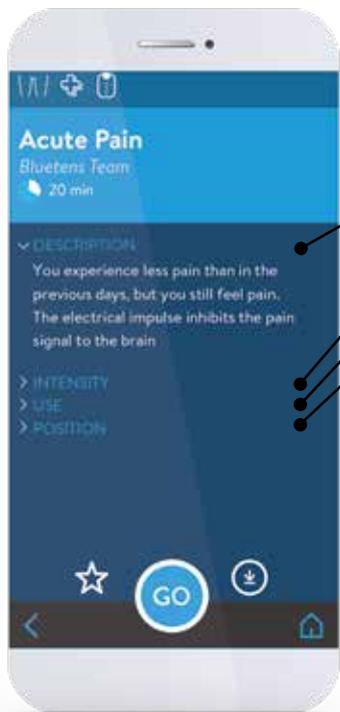 Acute Pain
Bluetens Team
20 min
DESCRIPTION
You experience less pain than in the
previous days, but you still feel pain.
The electrical impulse inhibits the pain
signal to the brain
INTENSITY
USE
POSITION
GO